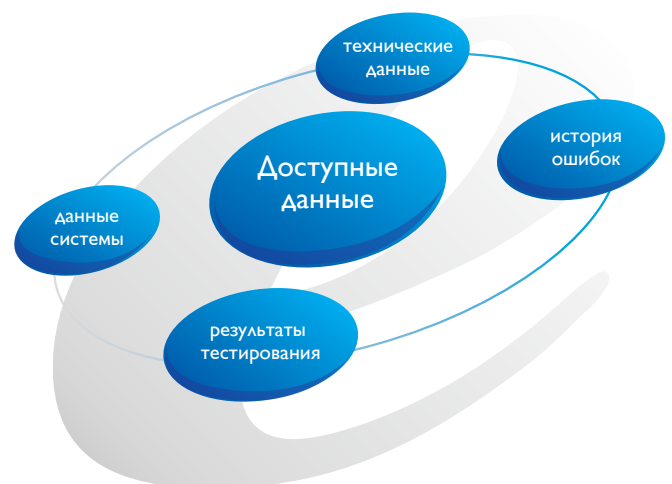 технические
данные
история
ошибок
Доступные
данные
данные
системы
результаты
тестирования